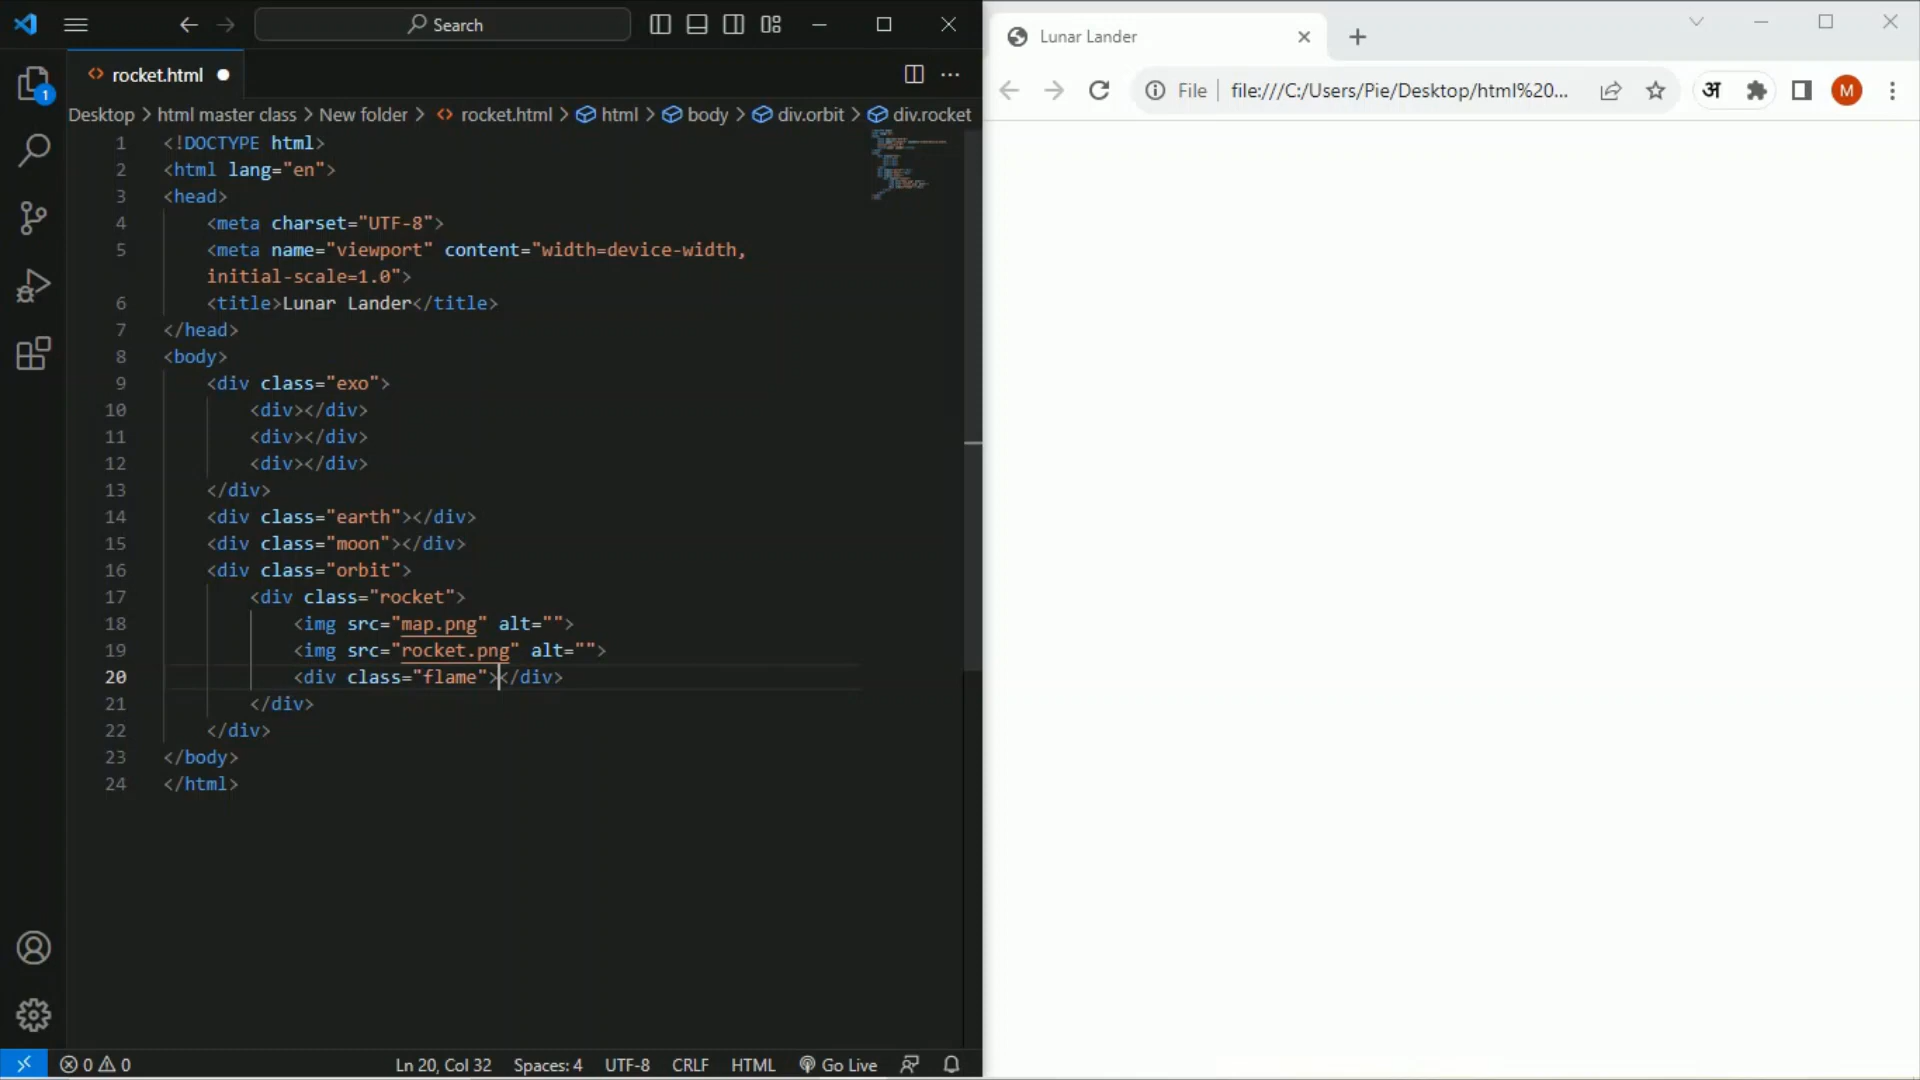 Search
Lunar Lander
rocket.html
1
File
file:///C:/Users/Pie/Desktop/html%20...
अ
M
Desktop > html master class > New folder > rocket.html > html > body > div.orbit > div.rocket
1 <!DOCTYPE html>
2 <html lang="en">
3 <head>
4 <meta charset="UTF-8">
5 <meta name="viewport" content="width=device-width,
initial-scale=1.0">
6 <title>Lunar Lander</title>
7 </head>
8 <body>
9 <div class="exo">
10 <div></div>
11 <div></div>
12 <div></div>
13 </div>
14 <div class="earth"></div>
15 <div class="moon"></div>
16 <div class="orbit">
17 <div class="rocket">
18 <img src="map.png" alt="">
19 <img src="rocket.png" alt="">
20 <div class="flame"></div>
21 </div>
22 </div>
23 </body>
24 </html>
0 0 Ln 20, Col 32 Spaces: 4 UTF-8 CRLF HTML Go Live